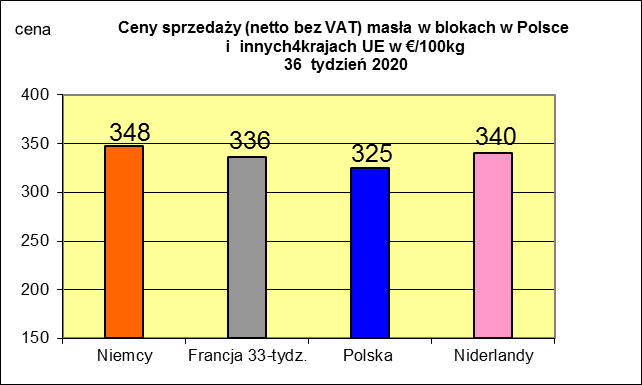 cena
Ceny sprzedaży (netto bez VAT) masła w blokach w Polsce
i innych4krajach UE w €/100kg
36 tydzień 2020
400
350
300
250
200
150
348
336
325
340
Niemcy
Francja 33-tydz.
Polska
Niderlandy